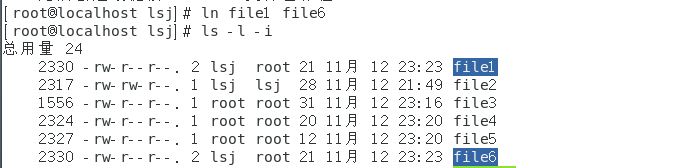 [root@localhost lsj]# ln file1 file6
[root@localhost lsj]# ls -l -i
总用量 24
2330 -rw-r--r--. 2 lsj root 21 11月 12 23:23 file1
2317 -rw-rw-r--. 1 lsj lsj 28 11月 12 21:49 file2
1556 -rw-r--r--. 1 root root 31 11月 12 23:16 file3
2324 -rw-r--r--. 1 root root 20 11月 12 23:20 file4
2327 -rw-r--r--. 1 root root 12 11月 12 23:20 file5
2330 -rw-r--r--. 2 lsj root 21 11月 12 23:23 file6